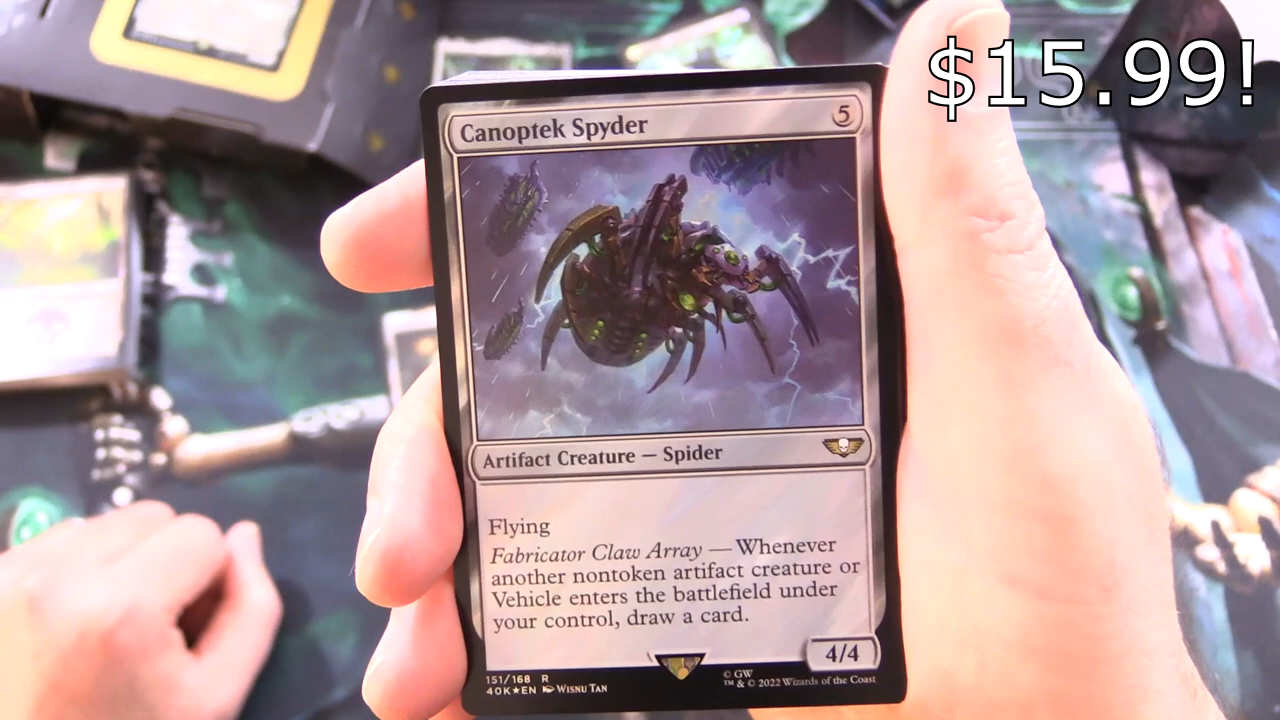 $15.99!
Canoptek Spyder
5
Artifact Creature — Spider
Flying
Fabricator Claw Array — Whenever
another nontoken artifact creature or
Vehicle enters the battlefield under
your control, draw a card.
4/4
151/168 R
40K★EN Wisnu Tan
© GW
™ & © 2022 Wizards of the Coast